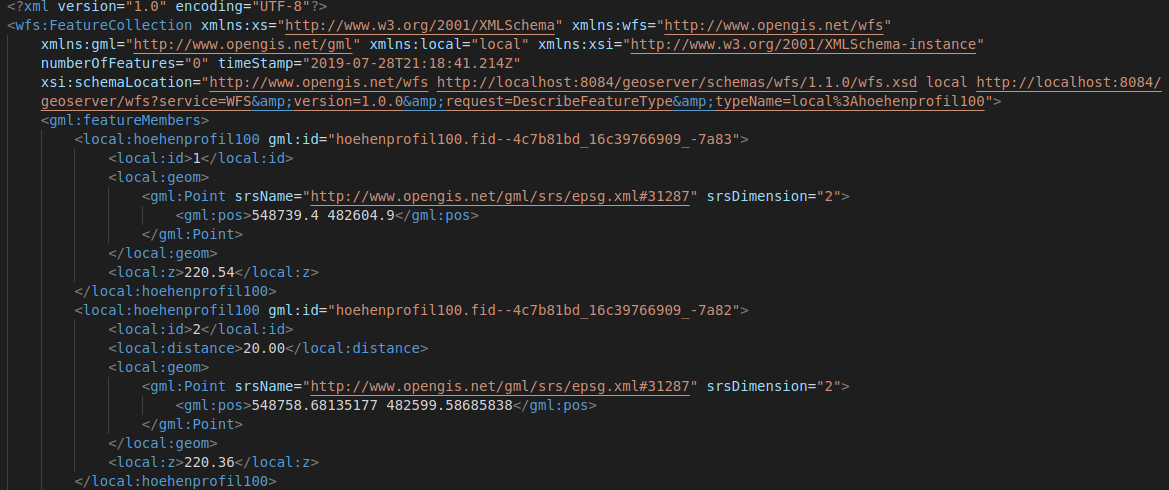 <?xml version="1.0" encoding="UTF-8"?>
<wfs:FeatureCollection xmlns:xs="http://www.w3.org/2001/XMLSchema" xmlns:wfs="http://www.opengis.net/wfs"
xmlns:gml="http://www.opengis.net/gml" xmlns:local="local" xmlns:xsi="http://www.w3.org/2001/XMLSchema-instance"
numberOfFeatures="0" timeStamp="2019-07-28T21:18:41.214Z"
xsi:schemaLocation="http://www.opengis.net/wfs http://localhost:8084/geoserver/schemas/wfs/1.1.0/wfs.xsd local http://localhost:8084/
geoserver/wfs?service=WFS&amp;version=1.0.0&amp;request=DescribeFeatureType&amp;typeName=local%3Ahoehenprofil100">
<gml:featureMembers>
<local:hoehenprofil100 gml:id="hoehenprofil100.fid--4c7b81bd_16c39766909_-7a83">
<local:id>1</local:id>
<local:geom>
<gml:Point srsName="http://www.opengis.net/gml/srs/epsg.xml#31287" srsDimension="2">
<gml:pos>548739.4 482604.9</gml:pos>
</gml:Point>
</local:geom>
<local:z>220.54</local:z>
</local:hoehenprofil100>
<local:hoehenprofil100 gml:id="hoehenprofil100.fid--4c7b81bd_16c39766909_-7a82">
<local:id>2</local:id>
<local:distance>20.00</local:distance>
<local:geom>
<gml:Point srsName="http://www.opengis.net/gml/srs/epsg.xml#31287" srsDimension="2">
<gml:pos>548758.68135177 482599.58685838</gml:pos>
</gml:Point>
</local:geom>
<local:z>220.36</local:z>
</local:hoehenprofil100>